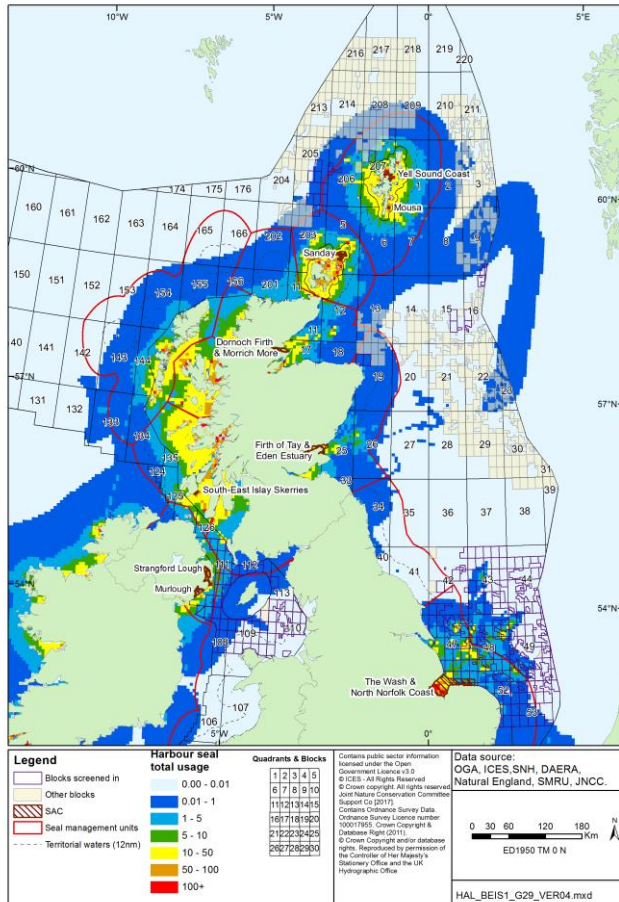 10°W
5°W
0°
5°E
216
217
218
219
220
213
214
208
209
210
211
205
207
60°N
206
Yell Sound Coast
60°N
204
1
2
3
174
175
176
160
161
162
163
164
165
166
202
203
5
Mousa
6
7
8
9
150
151
152
153
154
155
156
201
Sanday
11
12
13
14
15
16
40
141
142
143
144
Dornoch Firth
& Morrich More
11
17
18
19
20
21
22
23
57°N
57°N
131
132
133
134
135
Firth of Tay &
Eden Estuary
25
26
27
28
29
30
31
39
124
125
South-East Islay Skerries
33
34
35
36
37
38
126
Strangford Lough
111
112
40
41
42
43
44
54°N
54°N
Murlough
113
109
110
108
47
48
49
The Wash &
North Norfolk Coast
52
53
106
107
5°W
0°
Legend
Blocks screened in
Other blocks
SAC
Seal management units
Territorial waters (12nm)
Harbour seal
total usage
0.00 - 0.01
0.01 - 1
1 - 5
5 - 10
10 - 50
50 - 100
100+
Quadrants & Blocks
1 2 3 4 5
6 7 8 9 10
11 12 13 14 15
16 17 18 19 20
21 22 23 24 25
26 27 28 29 30
Contains public sector information
licensed under the Open
Government Licence v3.0
© ICES - All Rights Reserved
© Crown copyright. All rights reserved.
Joint Nature Conservation Committee
Support Co [2017].
Contains Ordnance Survey Data.
Ordnance Survey Licence number
100017955. Crown Copyright &
Database Right (2011).
© Crown Copyright and/or database
rights. Reproduced by permission of
the Controller of Her Majesty's
Stationery Office and the UK
Hydrographic Office
Data source:
OGA, ICES,SNH, DAERA,
Natural England, SMRU, JNCC.
0 30 60 120 180
Km
ED1950 TM 0 N
HAL_BEIS1_G29_VER04.mxd